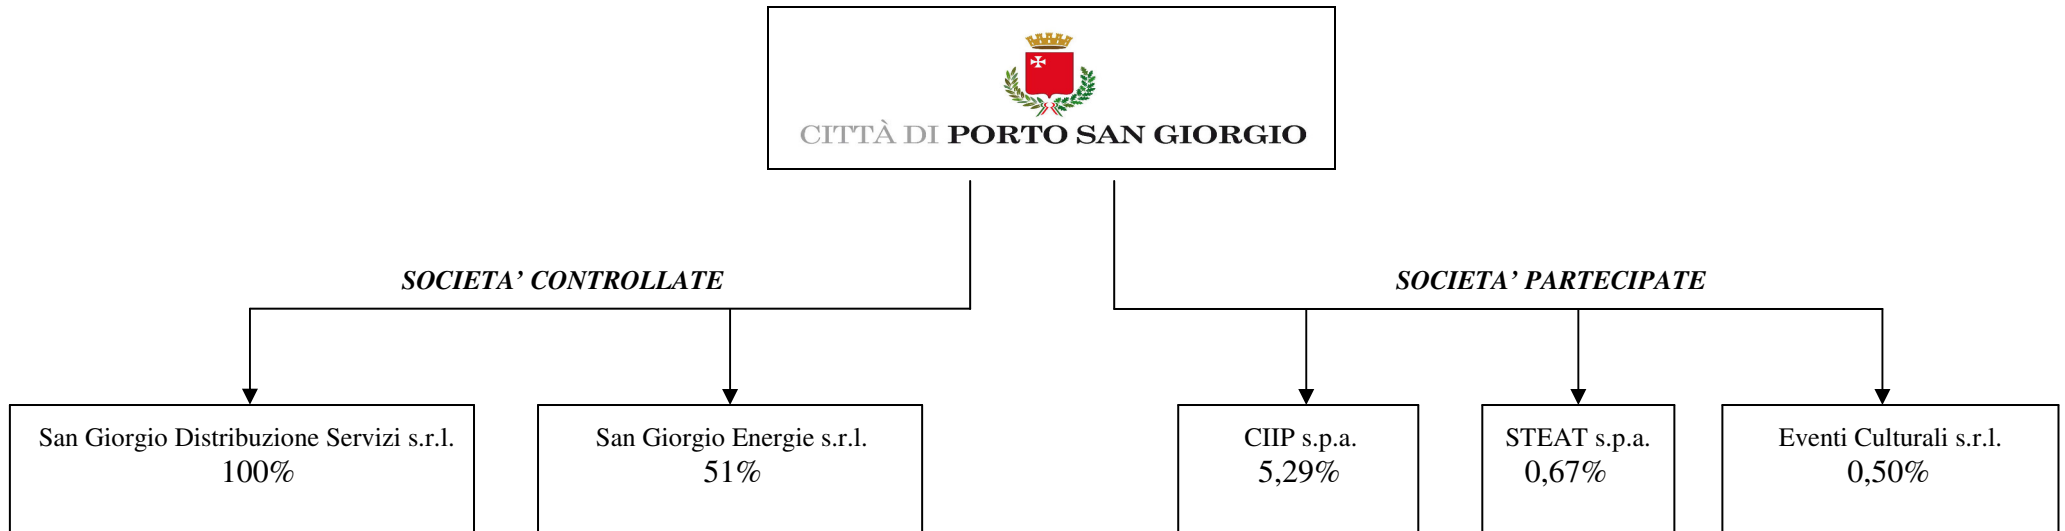 CITTÀ DI PORTO SAN GIORGIO
SOCIETA’ CONTROLLATE
SOCIETA’ PARTECIPATE
San Giorgio Distribuzione Servizi s.r.l.
100%
San Giorgio Energie s.r.l.
51%
CIIP s.p.a.
5,29%
STEAT s.p.a.
0,67%
Eventi Culturali s.r.l.
0,50%